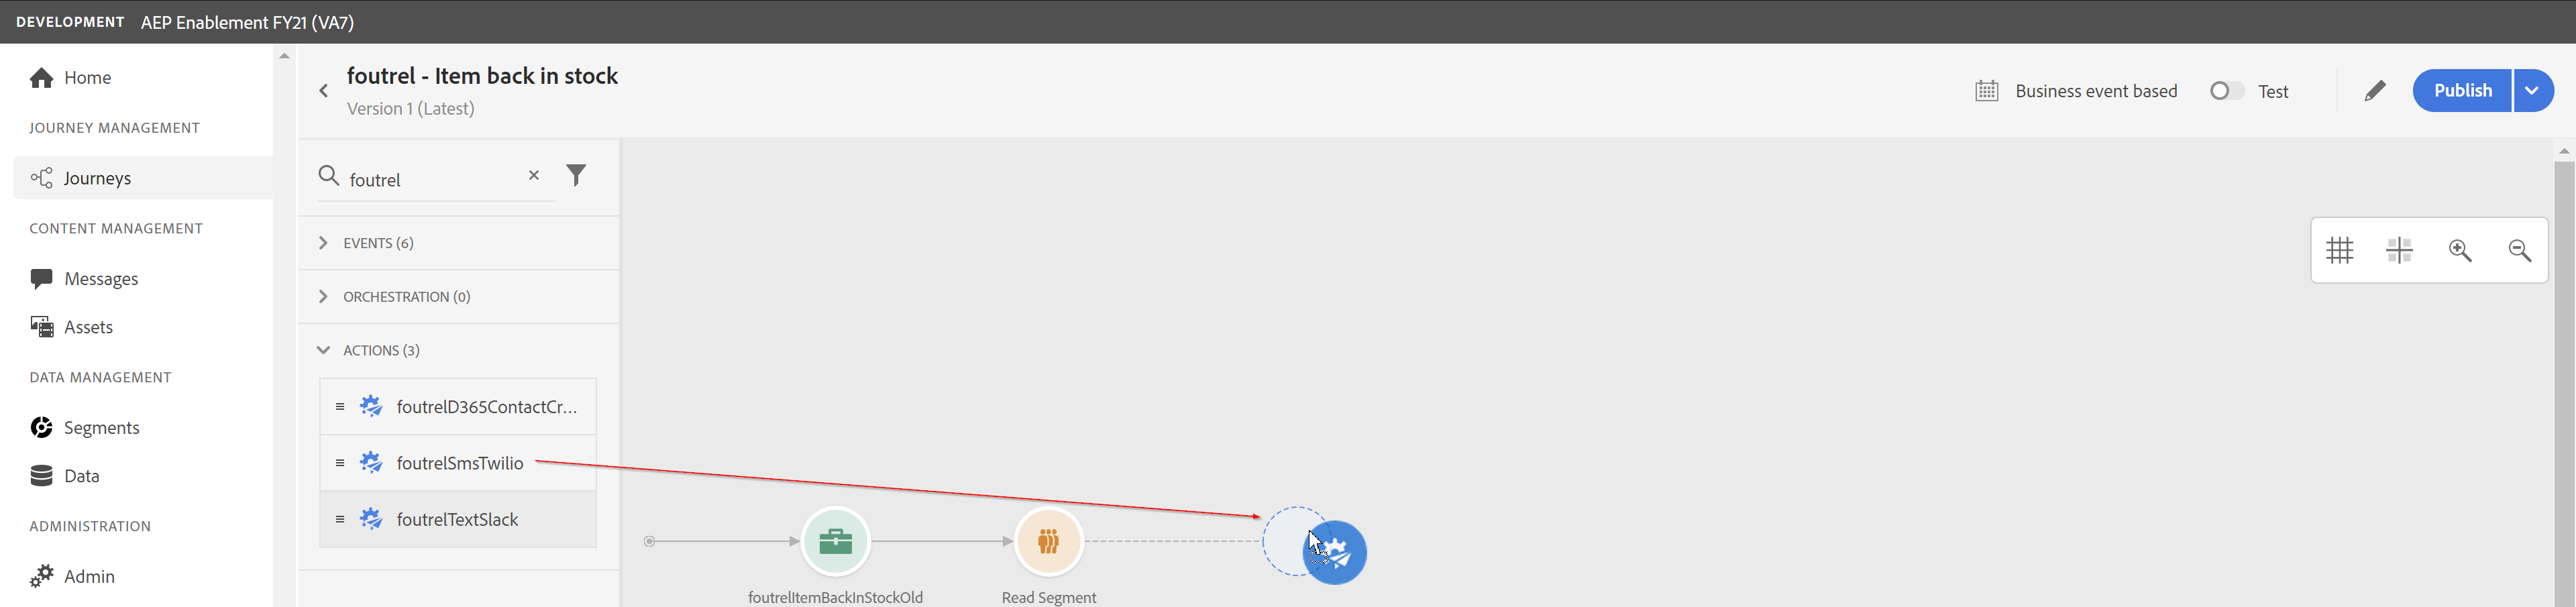 DEVELOPMENT AEP Enablement FY21 (VA7)
Home
JOURNEY MANAGEMENT
Journeys
CONTENT MANAGEMENT
Messages
Assets
DATA MANAGEMENT
Segments
Data
ADMINISTRATION
Admin
foutrel - Item back in stock
Version 1 (Latest)
Business event based
Test
Publish
foutrel
EVENTS (6)
ORCHESTRATION (0)
ACTIONS (3)
foutrelD365ContactCr...
foutrelSmsTwilio
foutrelTextSlack
foutrelItemBackInStockOld
Read Segment